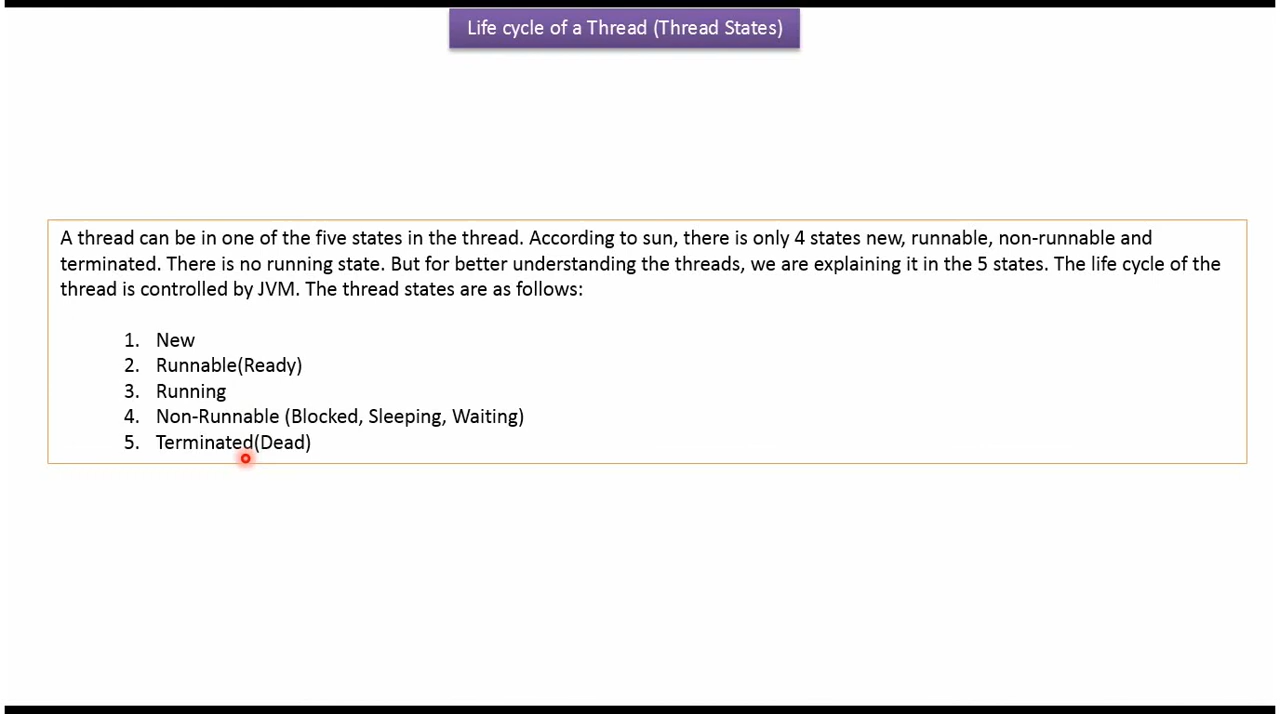 Life cycle of a Thread (Thread States)
A thread can be in one of the five states in the thread. According to sun, there is only 4 states new, runnable, non-runnable and
terminated. There is no running state. But for better understanding the threads, we are explaining it in the 5 states. The life cycle of the
thread is controlled by JVM. The thread states are as follows:
1. New
2. Runnable(Ready)
3. Running
4. Non-Runnable (Blocked, Sleeping, Waiting)
5. Terminated(Dead)